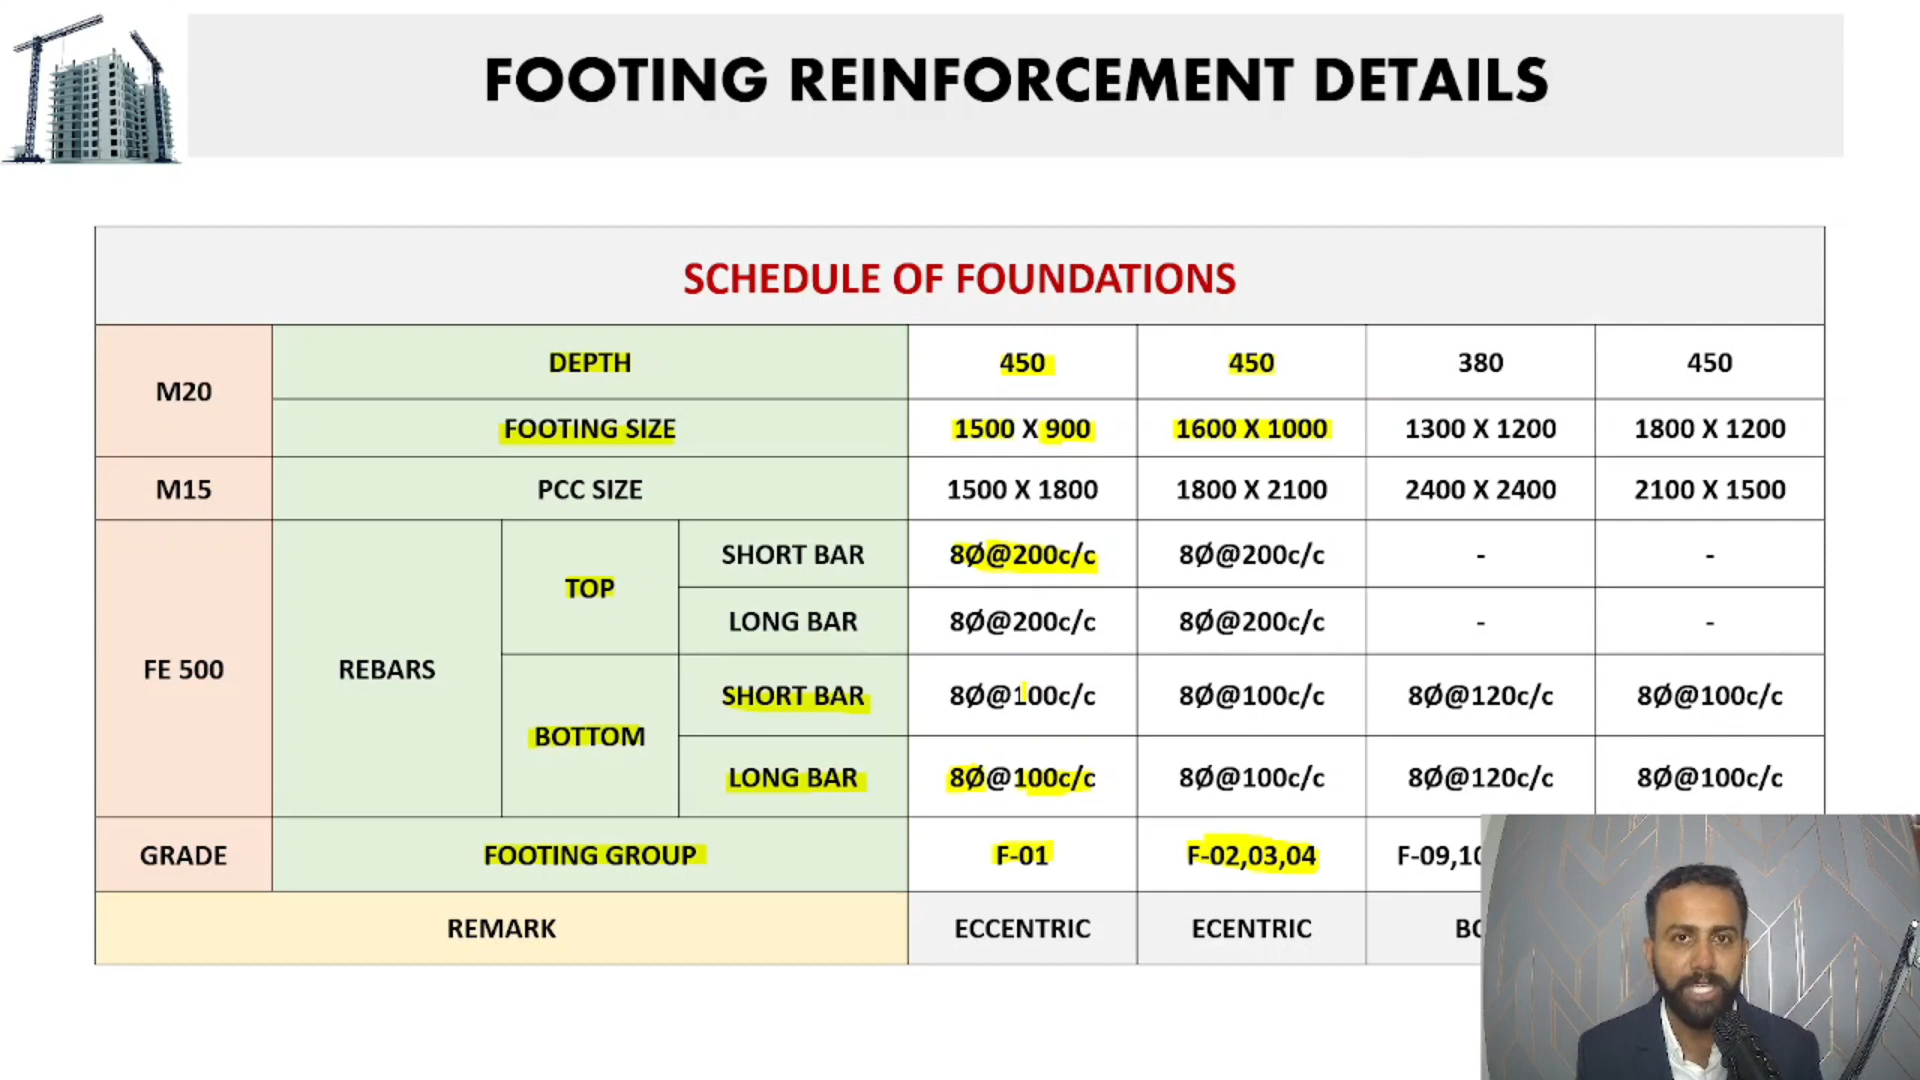 FOOTING REINFORCEMENT DETAILS
SCHEDULE OF FOUNDATIONS
M20 DEPTH 450 450 380 450
FOOTING SIZE 1500 X 900 1600 X 1000 1300 X 1200 1800 X 1200
M15 PCC SIZE 1500 X 1800 1800 X 2100 2400 X 2400 2100 X 1500
FE 500 REBARS TOP SHORT BAR 8Ø@200c/c 8Ø@200c/c - -
LONG BAR 8Ø@200c/c 8Ø@200c/c - -
BOTTOM SHORT BAR 8Ø@100c/c 8Ø@100c/c 8Ø@120c/c 8Ø@100c/c
LONG BAR 8Ø@100c/c 8Ø@100c/c 8Ø@120c/c 8Ø@100c/c
GRADE FOOTING GROUP F-01 F-02,03,04 F-09,10
REMARK ECCENTRIC ECENTRIC